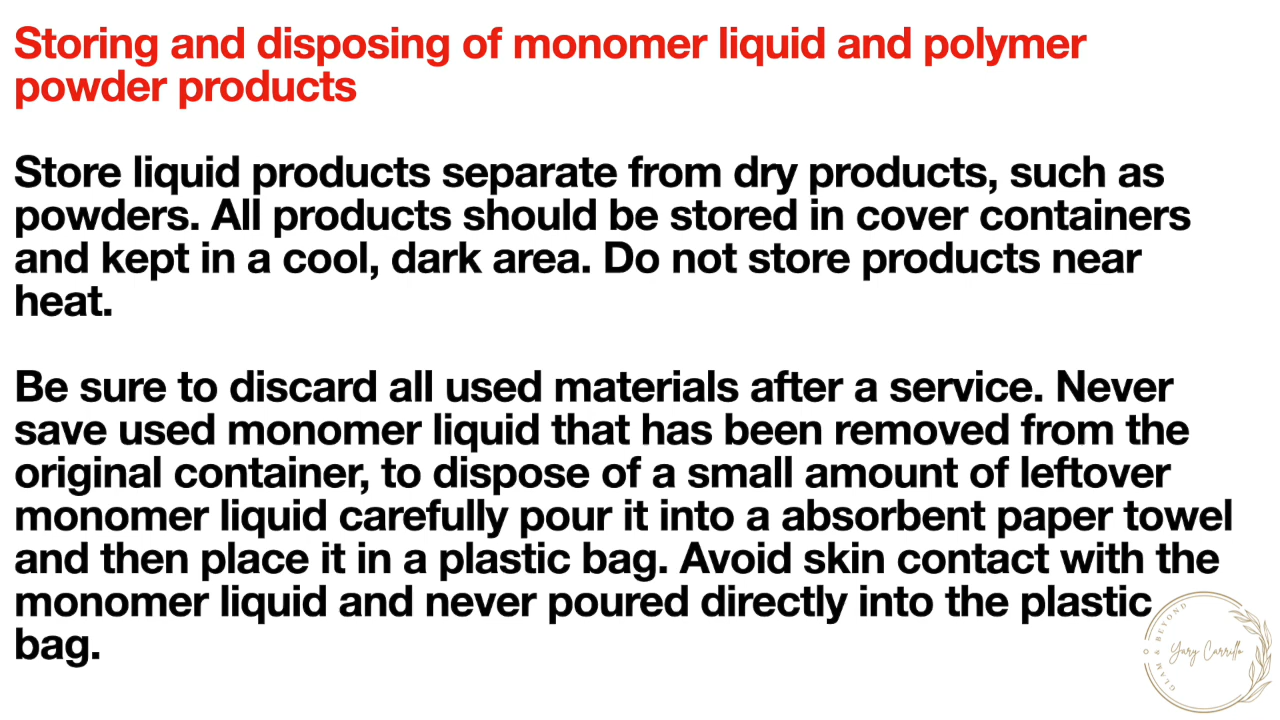 Storing and disposing of monomer liquid and polymer
powder products
Store liquid products separate from dry products, such as
powders. All products should be stored in cover containers
and kept in a cool, dark area. Do not store products near
heat.
Be sure to discard all used materials after a service. Never
save used monomer liquid that has been removed from the
original container, to dispose of a small amount of leftover
monomer liquid carefully pour it into a absorbent paper towel
and then place it in a plastic bag. Avoid skin contact with the
monomer liquid and never poured directly into the plastic
bag.
GLAM & BEYOND
Yary Carrillo